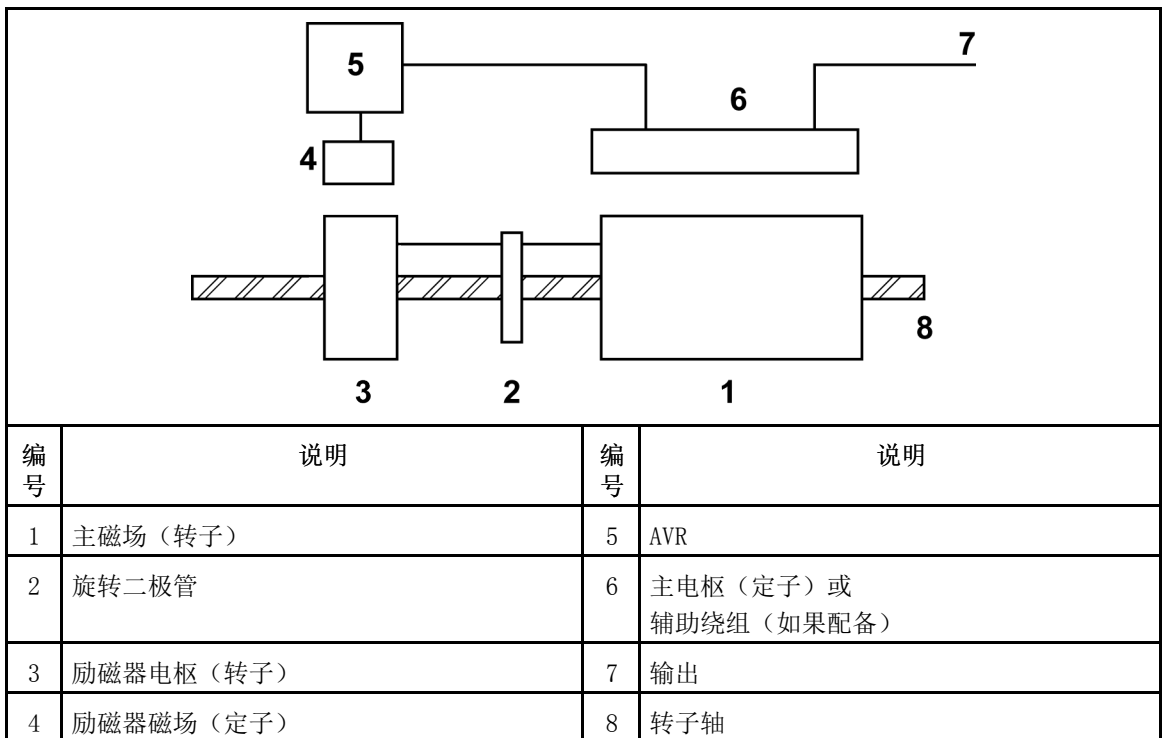 5
7
6
4
8
3
2
1
编号
说明
编号
说明
1
主磁场（转子）
5
AVR
2
旋转二极管
6
主电枢（定子）或
辅助绕组（如果配备）
3
励磁器电枢（转子）
7
输出
4
励磁器磁场（定子）
8
转子轴